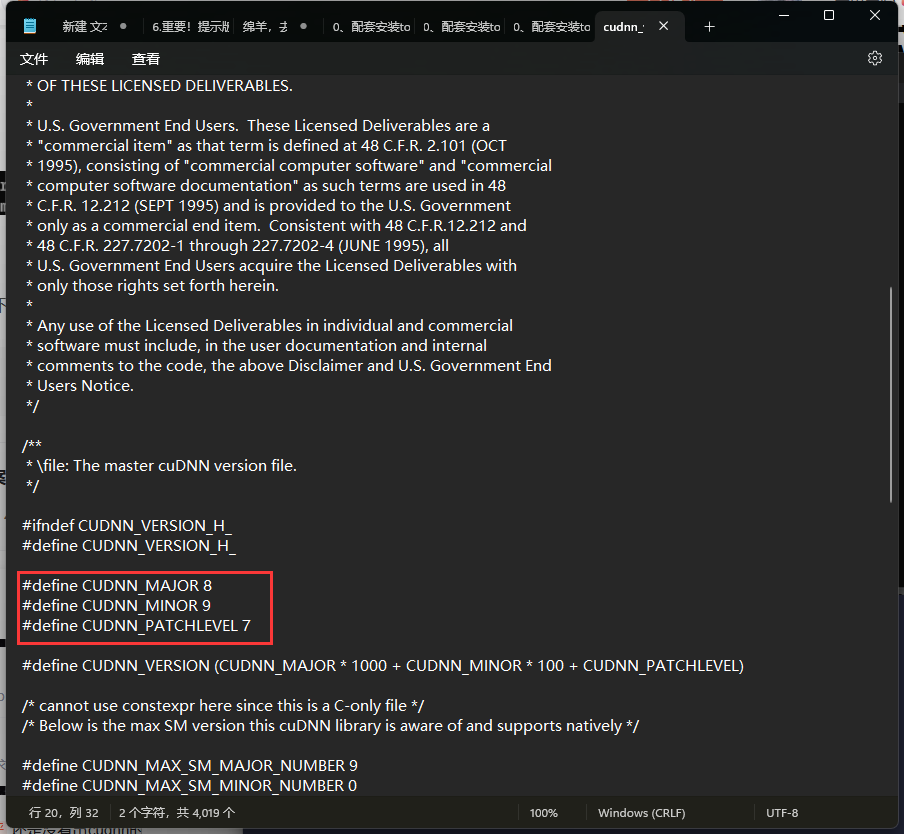 新建 文
6.重要！提示
绵羊，去
0、配套安装to
0、配套安装to
0、配套安装to
cudnn_
文件 编辑 查看
* OF THESE LICENSED DELIVERABLES.
*
* U.S. Government End Users.  These Licensed Deliverables are a
* "commercial item" as that term is defined at 48 C.F.R. 2.101 (OCT
* 1995), consisting of "commercial computer software" and "commercial
* computer software documentation" as such terms are used in 48
* C.F.R. 12.212 (SEPT 1995) and is provided to the U.S. Government
* only as a commercial end item.  Consistent with 48 C.F.R.12.212 and
* 48 C.F.R. 227.7202-1 through 227.7202-4 (JUNE 1995), all
* U.S. Government End Users acquire the Licensed Deliverables with
* only those rights set forth herein.
*
* Any use of the Licensed Deliverables in individual and commercial
* software must include, in the user documentation and internal
* comments to the code, the above Disclaimer and U.S. Government End
* Users Notice.
*/
/**
* \file: The master cuDNN version file.
*/
#ifndef CUDNN_VERSION_H_
#define CUDNN_VERSION_H_
#define CUDNN_MAJOR 8
#define CUDNN_MINOR 9
#define CUDNN_PATCHLEVEL 7
#define CUDNN_VERSION (CUDNN_MAJOR * 1000 + CUDNN_MINOR * 100 + CUDNN_PATCHLEVEL)
/* cannot use constexpr here since this is a C-only file */
/* Below is the max SM version this cuDNN library is aware of and supports natively */
#define CUDNN_MAX_SM_MAJOR_NUMBER 9
#define CUDNN_MAX_SM_MINOR_NUMBER 0
行 20，列 32 2 个字符，共 4,019 个 100% Windows (CRLF) UTF-8